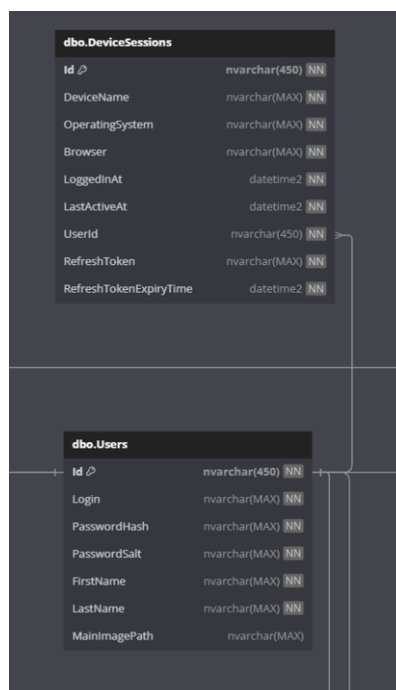 dbo.DeviceSessions
Id nvarchar(450) NN
DeviceName nvarchar(MAX) NN
OperatingSystem nvarchar(MAX) NN
Browser nvarchar(MAX) NN
LoggedInAt datetime2 NN
LastActiveAt datetime2 NN
UserId nvarchar(450) NN
RefreshToken nvarchar(MAX) NN
RefreshTokenExpiryTime datetime2 NN
dbo.Users
Id nvarchar(450) NN
Login nvarchar(MAX) NN
PasswordHash nvarchar(MAX) NN
PasswordSalt nvarchar(MAX) NN
FirstName nvarchar(MAX) NN
LastName nvarchar(MAX) NN
MainImagePath nvarchar(MAX)